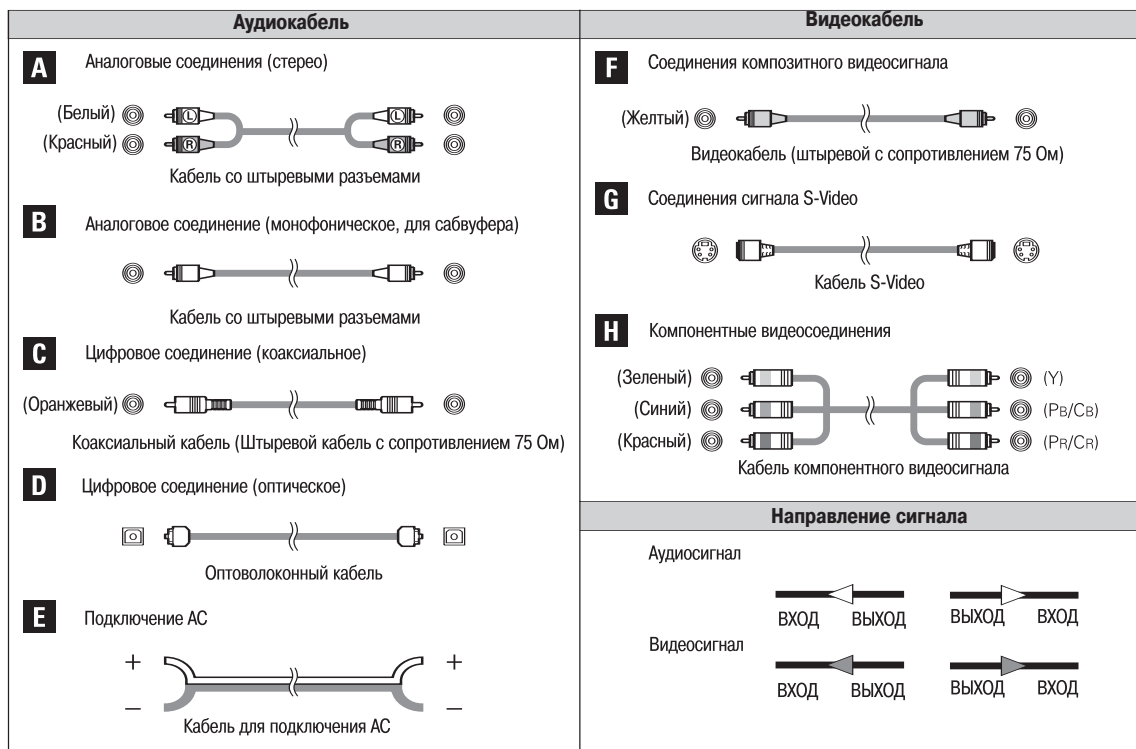 Аудиокабель
A Аналоговые соединения (стерео)
(Белый) L L
(Красный) R R
Кабель со штыревыми разъемами
B Аналоговое соединение (монофоническое, для сабвуфера)
Кабель со штыревыми разъемами
C Цифровое соединение (коаксиальное)
(Оранжевый)
Коаксиальный кабель (Штыревой кабель с сопротивлением 75 Ом)
D Цифровое соединение (оптическое)
Оптоволоконный кабель
E Подключение АС
+ +
– –
Кабель для подключения АС
Видеокабель
F Соединения композитного видеосигнала
(Желтый)
Видеокабель (штыревой с сопротивлением 75 Ом)
G Соединения сигнала S-Video
Кабель S-Video
H Компонентные видеосоединения
(Зеленый) (Y)
(Синий) (PB/CB)
(Красный) (PR/CR)
Кабель компонентного видеосигнала
Направление сигнала
Аудиосигнал
ВХОД ВЫХОД ВЫХОД ВХОД
Видеосигнал
ВХОД ВЫХОД ВЫХОД ВХОД